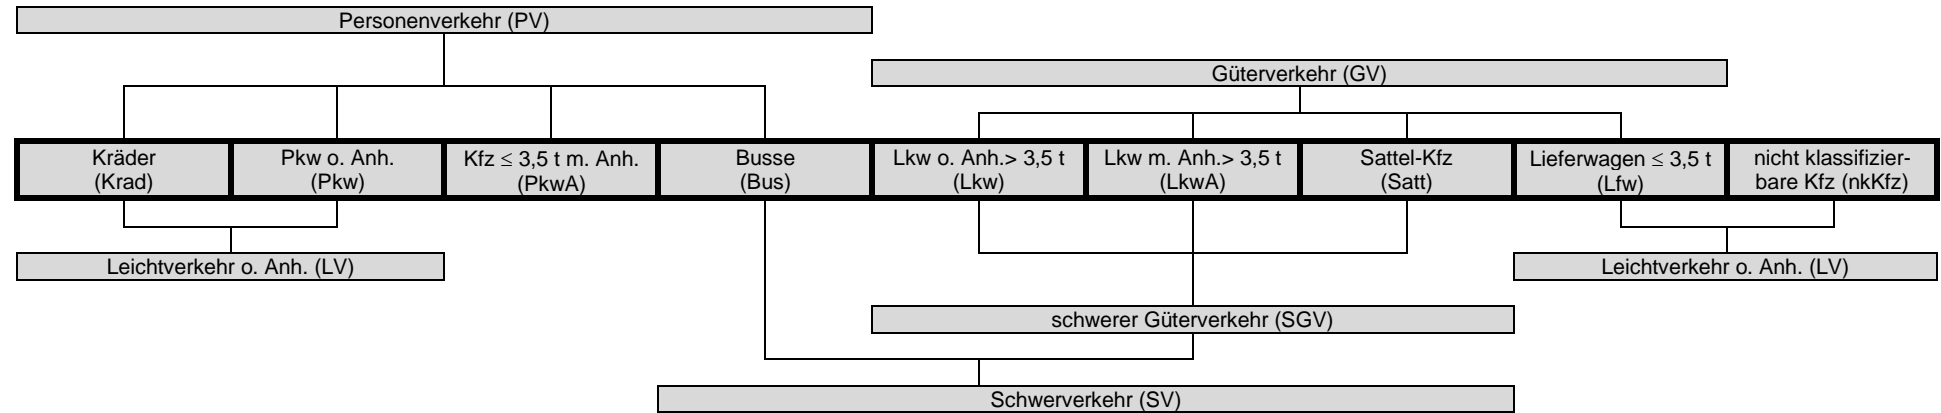 Personenverkehr (PV)
Güterverkehr (GV)
Kräder
(Krad)
Pkw o. Anh.
(Pkw)
Kfz ≤ 3,5 t m. Anh.
(PkwA)
Busse
(Bus)
Lkw o. Anh.> 3,5 t
(Lkw)
Lkw m. Anh.> 3,5 t
(LkwA)
Sattel-Kfz
(Satt)
Lieferwagen ≤ 3,5 t
(Lfw)
nicht klassifizier-
bare Kfz (nkKfz)
Leichtverkehr o. Anh. (LV)
Leichtverkehr o. Anh. (LV)
schwerer Güterverkehr (SGV)
Schwerverkehr (SV)